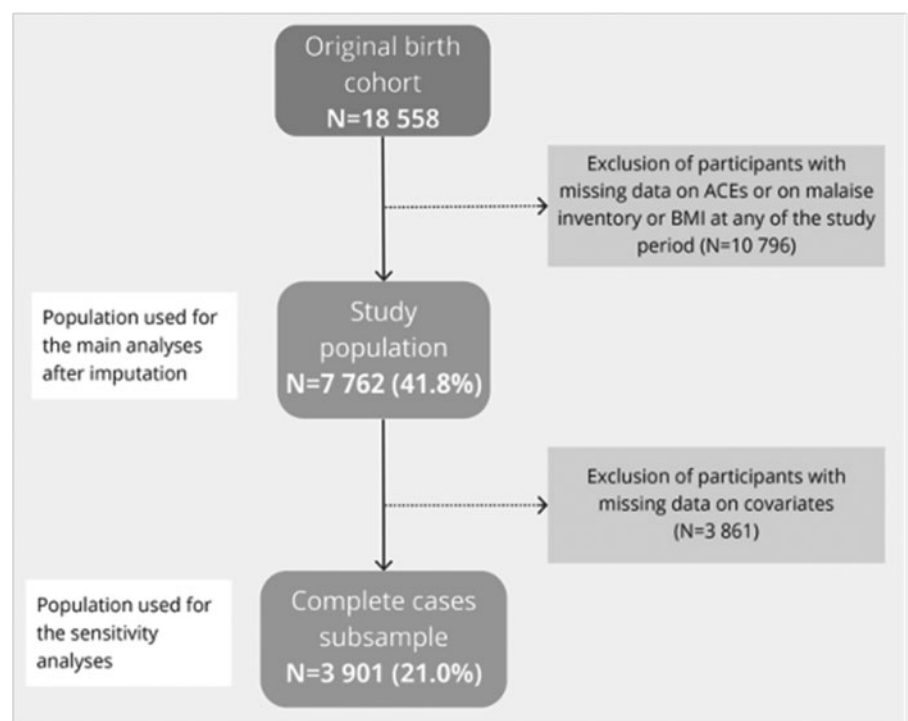 Original birth
cohort
N=18 558
Exclusion of participants with
missing data on ACEs or on malaise
inventory or BMI at any of the study
period (N=10 796)
Population used for
the main analyses
after imputation
Study
population
N=7 762 (41.8%)
Exclusion of participants with
missing data on covariates
(N=3 861)
Population used for
the sensitivity
analyses
Complete cases
subsample
N=3 901 (21.0%)